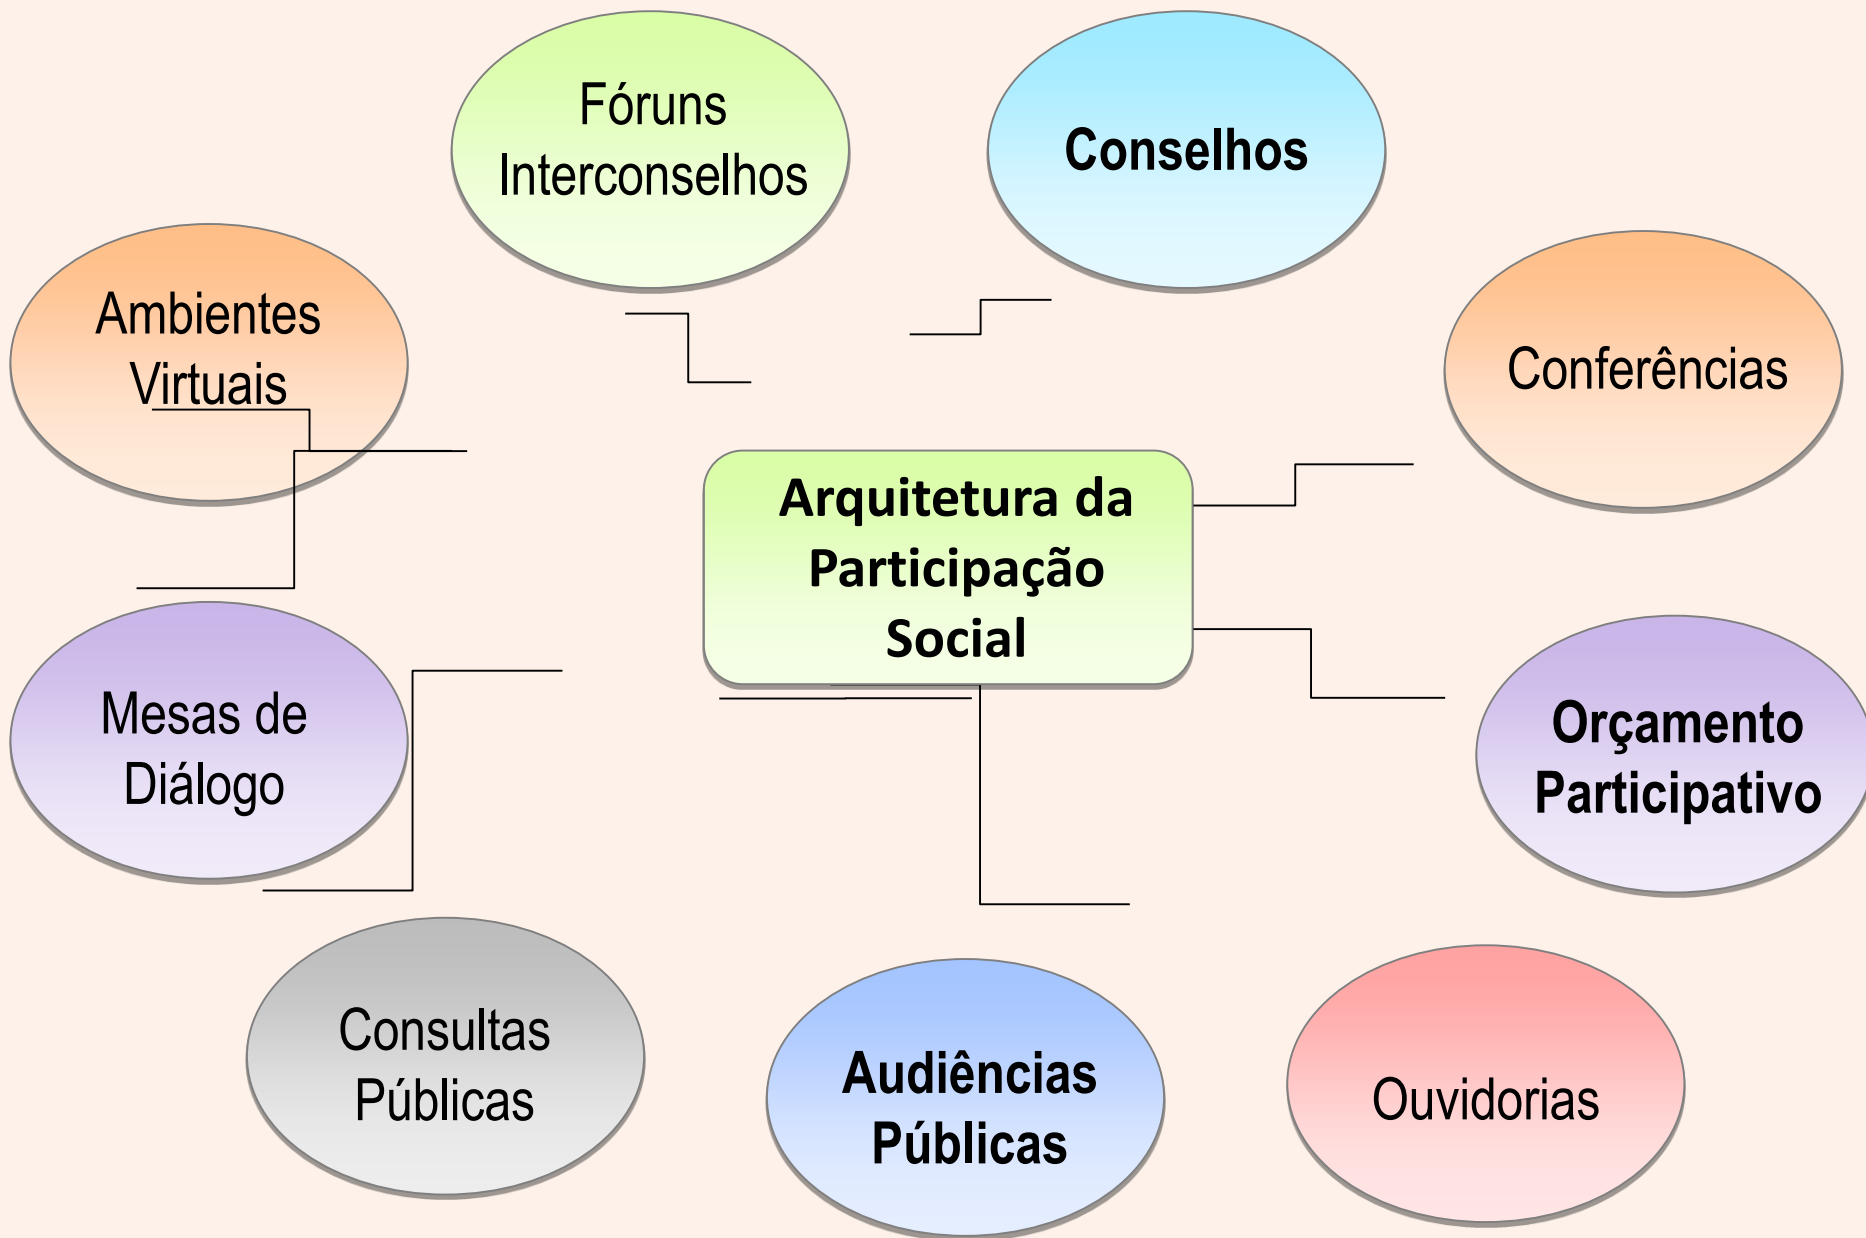 Fóruns
Interconselhos
Conselhos
Ambientes
Virtuais
Conferências
Arquitetura da
Participação
Social
Mesas de
Diálogo
Orçamento
Participativo
Consultas
Públicas
Audiências
Públicas
Ouvidorias